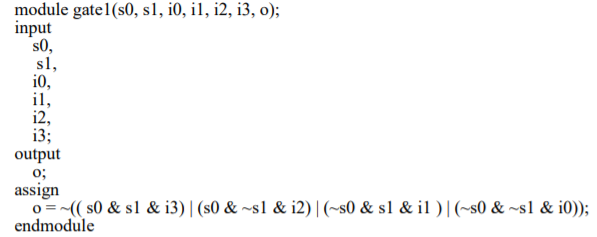 module gate1(s0, s1, i0, i1, i2, i3, o);
input
s0,
s1,
i0,
i1,
i2,
i3;
output
o;
assign
o = ~(( s0 & s1 & i3) | (s0 & ~s1 & i2) | (~s0 & s1 & i1 ) | (~s0 & ~s1 & i0));
endmodule